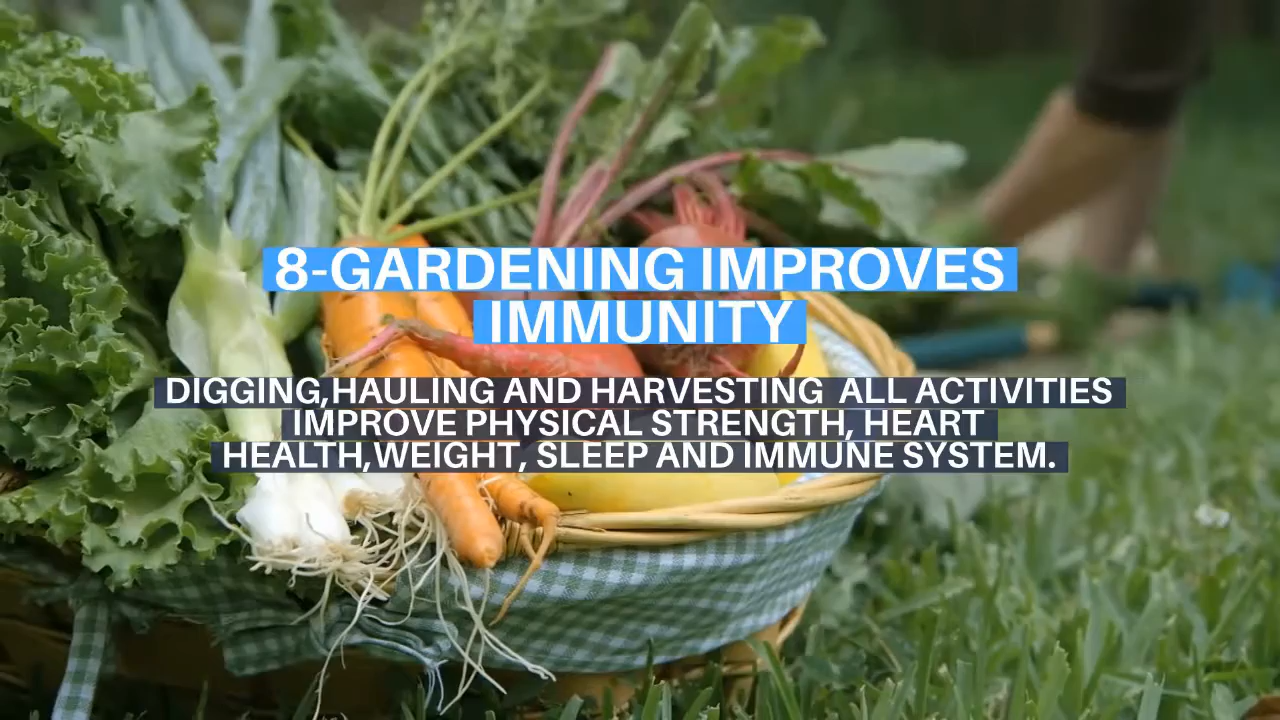 8-GARDENING IMPROVES
IMMUNITY
DIGGING,HAULING AND HARVESTING  ALL ACTIVITIES
IMPROVE PHYSICAL STRENGTH, HEART
HEALTH,WEIGHT, SLEEP AND IMMUNE SYSTEM.